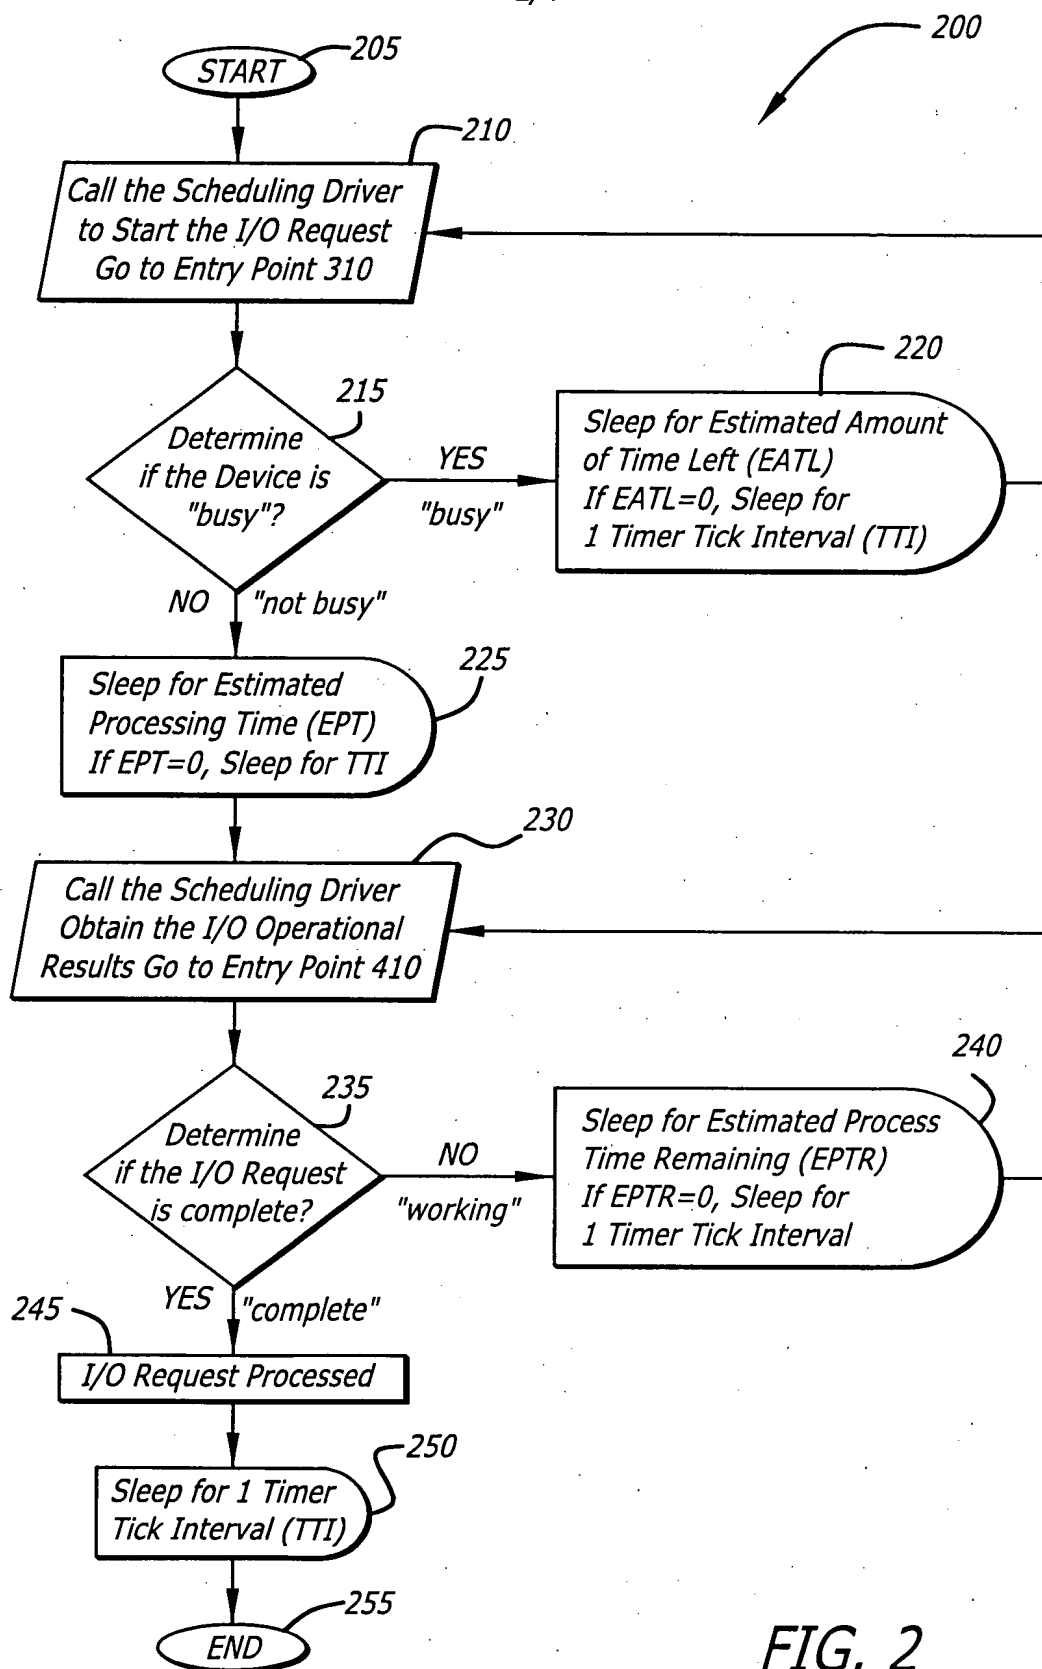 200
205
START
210
Call the Scheduling Driver
to Start the I/O Request
Go to Entry Point 310
215
Determine
if the Device is
"busy"?
YES
"busy"
220
Sleep for Estimated Amount
of Time Left (EATL)
If EATL=0, Sleep for
1 Timer Tick Interval (TTI)
NO "not busy"
225
Sleep for Estimated
Processing Time (EPT)
If EPT=0, Sleep for TTI
230
Call the Scheduling Driver
Obtain the I/O Operational
Results Go to Entry Point 410
235
Determine
if the I/O Request
is complete?
NO
"working"
240
Sleep for Estimated Process
Time Remaining (EPTR)
If EPTR=0, Sleep for
1 Timer Tick Interval
YES "complete"
245
I/O Request Processed
250
Sleep for 1 Timer
Tick Interval (TTI)
255
END
FIG. 2